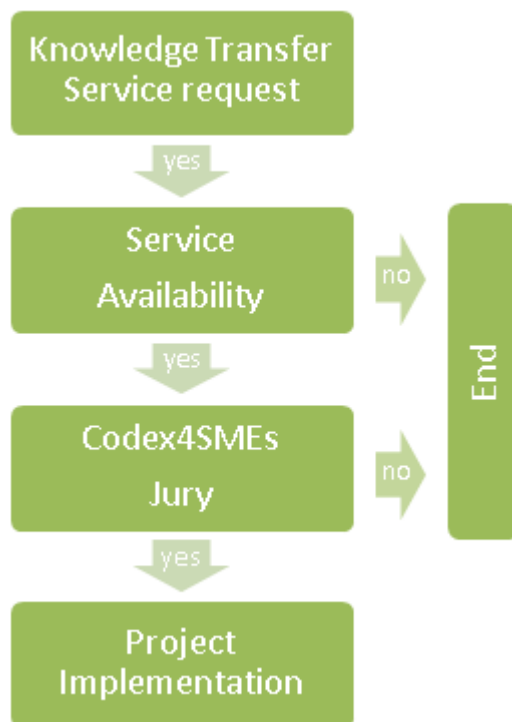 Knowledge Transfer
Service request
yes
Service
Availability
no
yes
Codex4SMEs
Jury
no
yes
Project
Implementation
End